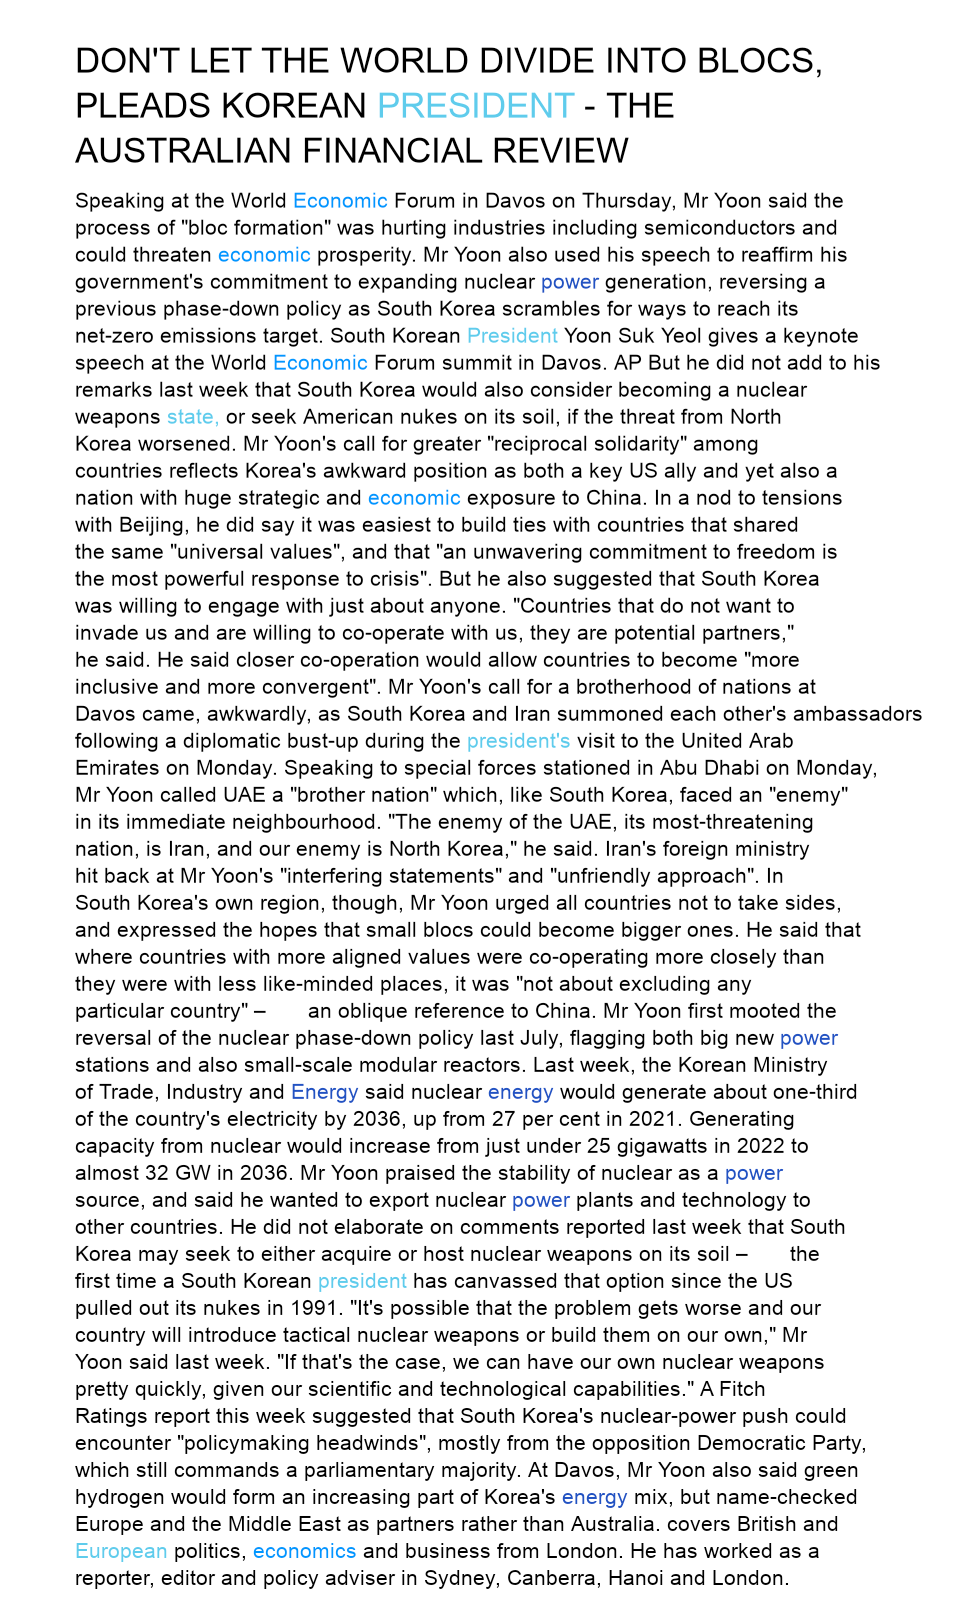 DON'T LET THE WORLD DIVIDE INTO BLOCS,
PLEADS KOREAN PRESIDENT - THE
AUSTRALIAN FINANCIAL REVIEW
Speaking at the World Economic Forum in Davos on Thursday, Mr Yoon said the
process of "bloc formation" was hurting industries including semiconductors and
could threaten economic prosperity. Mr Yoon also used his speech to reaffirm his
government's commitment to expanding nuclear power generation, reversing a
previous phase-down policy as South Korea scrambles for ways to reach its
net-zero emissions target. South Korean President Yoon Suk Yeol gives a keynote
speech at the World Economic Forum summit in Davos. AP But he did not add to his
remarks last week that South Korea would also consider becoming a nuclear
weapons state, or seek American nukes on its soil, if the threat from North
Korea worsened. Mr Yoon's call for greater "reciprocal solidarity" among
countries reflects Korea's awkward position as both a key US ally and yet also a
nation with huge strategic and economic exposure to China. In a nod to tensions
with Beijing, he did say it was easiest to build ties with countries that shared
the same "universal values", and that "an unwavering commitment to freedom is
the most powerful response to crisis". But he also suggested that South Korea
was willing to engage with just about anyone. "Countries that do not want to
invade us and are willing to co-operate with us, they are potential partners,"
he said. He said closer co-operation would allow countries to become "more
inclusive and more convergent". Mr Yoon's call for a brotherhood of nations at
Davos came, awkwardly, as South Korea and Iran summoned each other's ambassadors
following a diplomatic bust-up during the president's visit to the United Arab
Emirates on Monday. Speaking to special forces stationed in Abu Dhabi on Monday,
Mr Yoon called UAE a "brother nation" which, like South Korea, faced an "enemy"
in its immediate neighbourhood. "The enemy of the UAE, its most-threatening
nation, is Iran, and our enemy is North Korea," he said. Iran's foreign ministry
hit back at Mr Yoon's "interfering statements" and "unfriendly approach". In
South Korea's own region, though, Mr Yoon urged all countries not to take sides,
and expressed the hopes that small blocs could become bigger ones. He said that
where countries with more aligned values were co-operating more closely than
they were with less like-minded places, it was "not about excluding any
particular country" – an oblique reference to China. Mr Yoon first mooted the
reversal of the nuclear phase-down policy last July, flagging both big new power
stations and also small-scale modular reactors. Last week, the Korean Ministry
of Trade, Industry and Energy said nuclear energy would generate about one-third
of the country's electricity by 2036, up from 27 per cent in 2021. Generating
capacity from nuclear would increase from just under 25 gigawatts in 2022 to
almost 32 GW in 2036. Mr Yoon praised the stability of nuclear as a power
source, and said he wanted to export nuclear power plants and technology to
other countries. He did not elaborate on comments reported last week that South
Korea may seek to either acquire or host nuclear weapons on its soil – the
first time a South Korean president has canvassed that option since the US
pulled out its nukes in 1991. "It's possible that the problem gets worse and our
country will introduce tactical nuclear weapons or build them on our own," Mr
Yoon said last week. "If that's the case, we can have our own nuclear weapons
pretty quickly, given our scientific and technological capabilities." A Fitch
Ratings report this week suggested that South Korea's nuclear-power push could
encounter "policymaking headwinds", mostly from the opposition Democratic Party,
which still commands a parliamentary majority. At Davos, Mr Yoon also said green
hydrogen would form an increasing part of Korea's energy mix, but name-checked
Europe and the Middle East as partners rather than Australia. covers British and
European politics, economics and business from London. He has worked as a
reporter, editor and policy adviser in Sydney, Canberra, Hanoi and London.